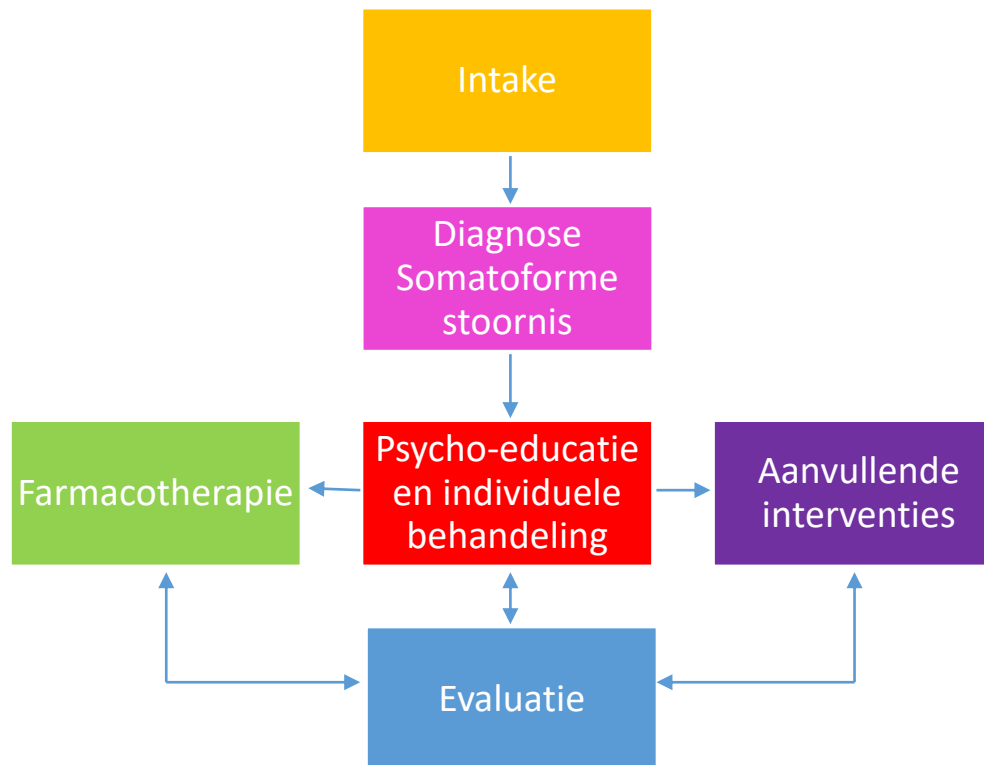 Intake
Diagnose
Somatoforme
stoornis
Farmacotherapie
Psycho-educatie
en individuele
behandeling
Aanvullende
interventies
Evaluatie